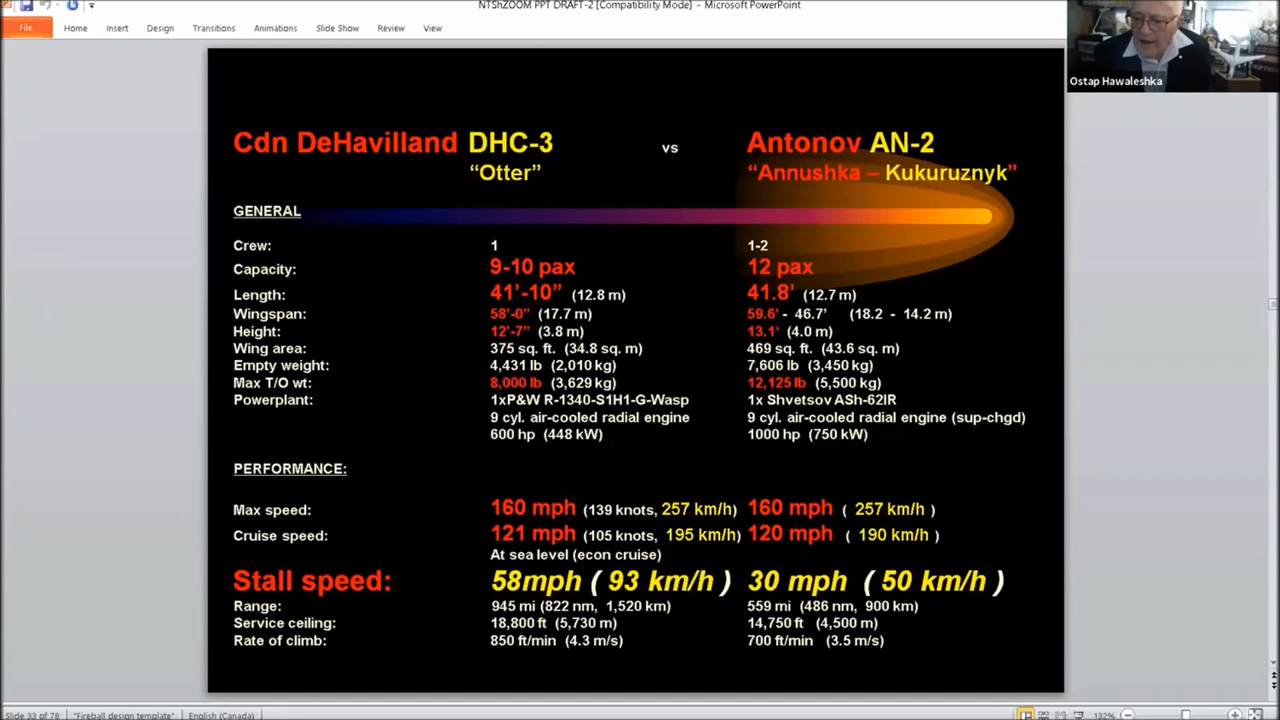 NTShZOOM PPT DRAFT-2 [Compatibility Mode] - Microsoft PowerPoint
File Home Insert Design Transitions Animations Slide Show Review View
Ostap Hawaleshka
Cdn DeHavilland DHC-3 vs Antonov AN-2
“Otter” “Annushka – Kukuruznyk”
GENERAL
Crew: 1 1-2
Capacity: 9-10 pax 12 pax
Length: 41’-10” (12.8 m) 41.8’ (12.7 m)
Wingspan: 58’-0” (17.7 m) 59.6’ - 46.7’ (18.2 - 14.2 m)
Height: 12’-7” (3.8 m) 13.1‘ (4.0 m)
Wing area: 375 sq. ft. (34.8 sq. m) 469 sq. ft. (43.6 sq. m)
Empty weight: 4,431 lb (2,010 kg) 7,606 lb (3,450 kg)
Max T/O wt: 8,000 lb (3,629 kg) 12,125 lb (5,500 kg)
Powerplant: 1xP&W R-1340-S1H1-G-Wasp 1x Shvetsov ASh-62IR
9 cyl. air-cooled radial engine 9 cyl. air-cooled radial engine (sup-chgd)
600 hp (448 kW) 1000 hp (750 kW)
PERFORMANCE:
Max speed: 160 mph (139 knots, 257 km/h) 160 mph ( 257 km/h )
Cruise speed: 121 mph (105 knots, 195 km/h) 120 mph ( 190 km/h )
At sea level (econ cruise)
Stall speed: 58mph ( 93 km/h ) 30 mph ( 50 km/h )
Range: 945 mi (822 nm, 1,520 km) 559 mi (486 nm, 900 km)
Service ceiling: 18,800 ft (5,730 m) 14,750 ft (4,500 m)
Rate of climb: 850 ft/min (4.3 m/s) 700 ft/min (3.5 m/s)
Slide 33 of 78 "Fireball design template" English (Canada) 132%